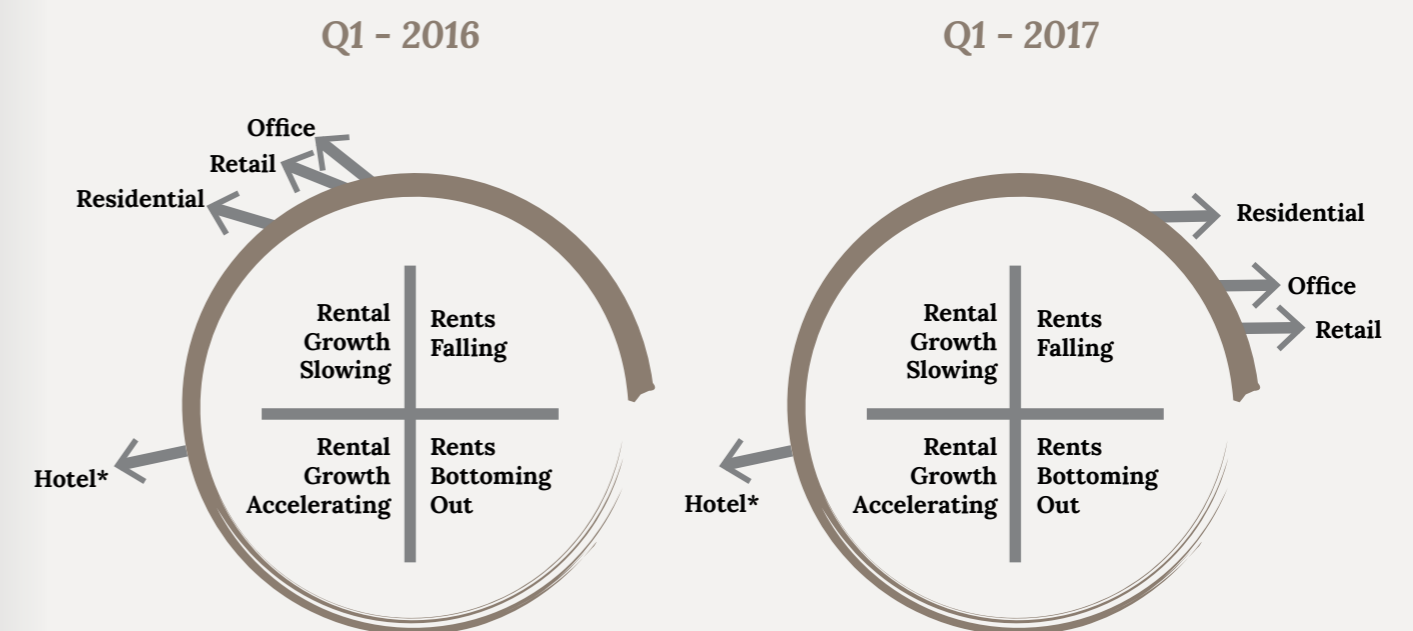 Q1 - 2016
Office
Retail
Residential
Hotel*
Rental
Growth
Slowing
Rents
Falling
Rental
Growth
Accelerating
Rents
Bottoming
Out
Q1 - 2017
Residential
Office
Retail
Hotel*
Rental
Growth
Slowing
Rents
Falling
Rental
Growth
Accelerating
Rents
Bottoming
Out